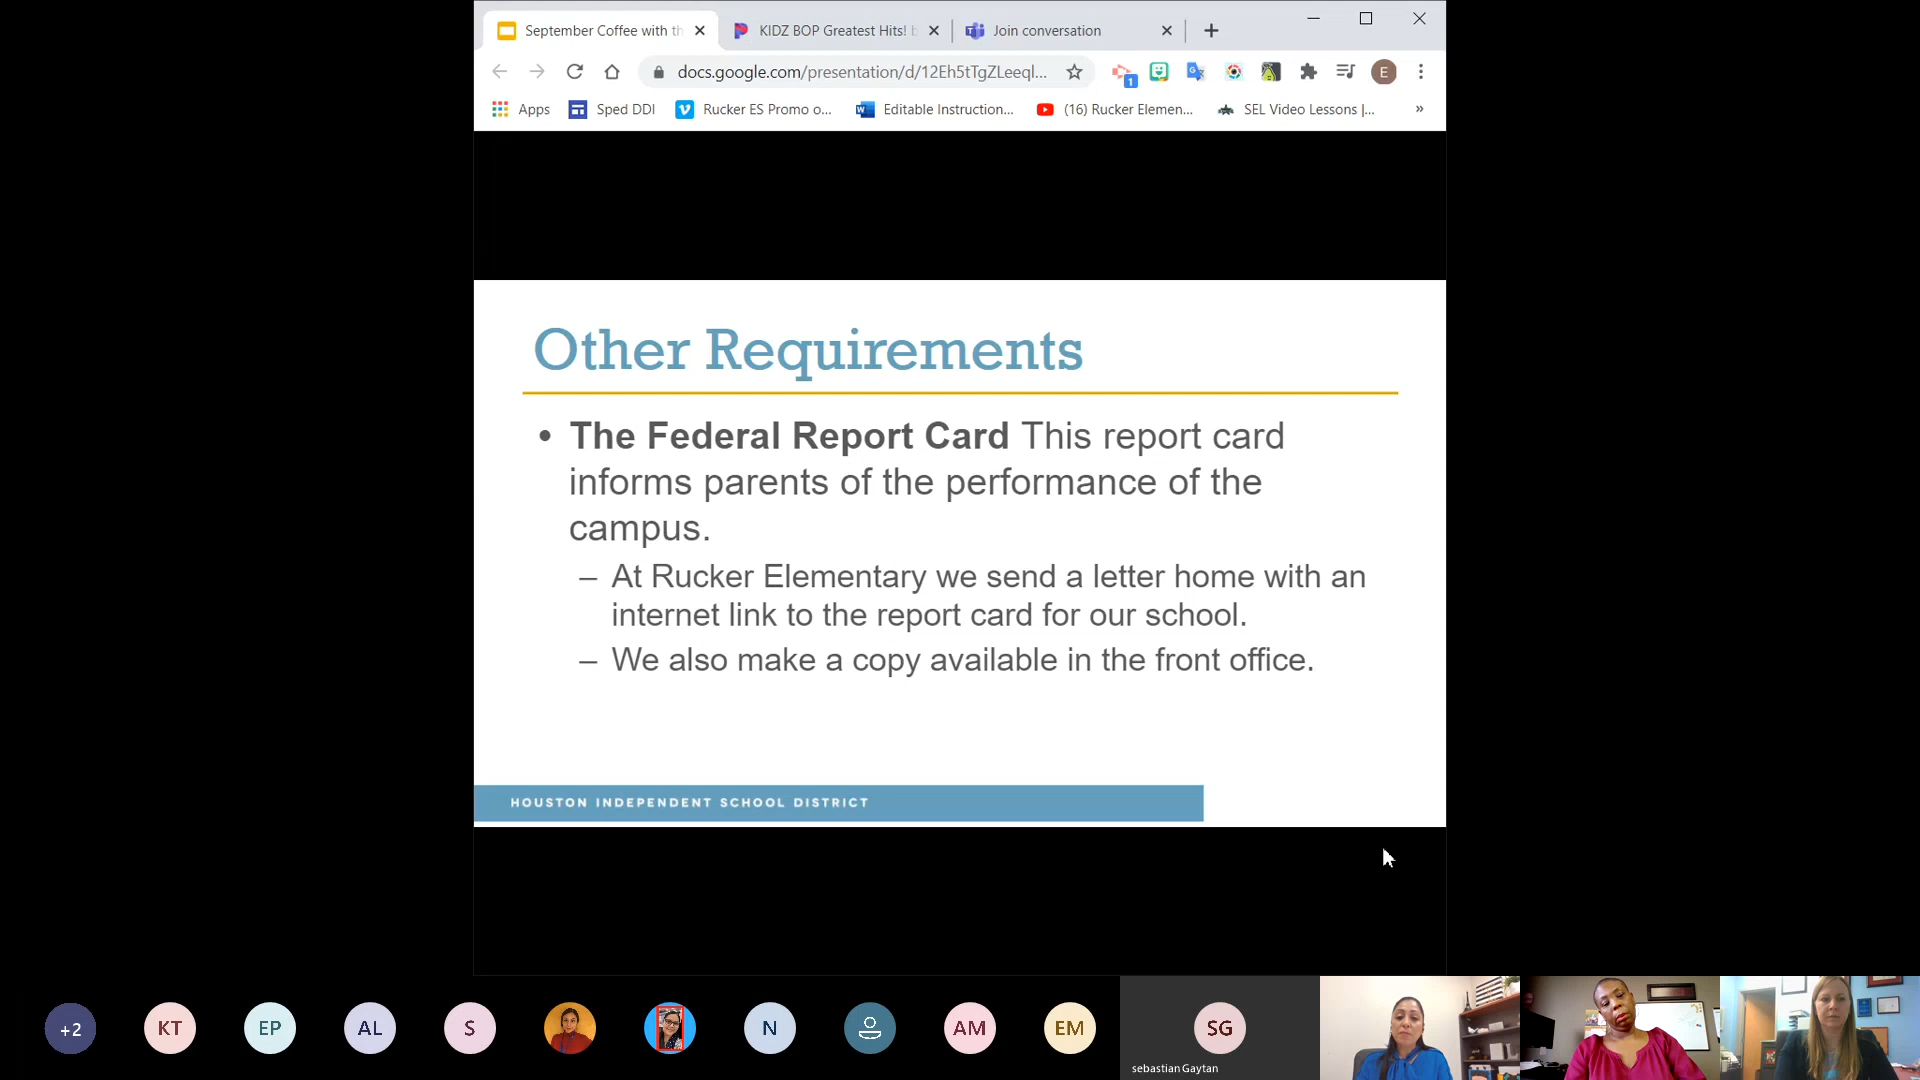 September Coffee with th
KIDZ BOP Greatest Hits! b
Join conversation
docs.google.com/presentation/d/12Eh5tTgZLeeql...
1
E
Apps
Sped DDI
Rucker ES Promo o...
Editable Instruction...
(16) Rucker Elemen...
SEL Video Lessons |...
»
Other Requirements
• The Federal Report Card This report card
informs parents of the performance of the
campus.
– At Rucker Elementary we send a letter home with an
internet link to the report card for our school.
– We also make a copy available in the front office.
HOUSTON INDEPENDENT SCHOOL DISTRICT
+2
KT
EP
AL
S
N
AM
EM
SG
sebastian Gaytan